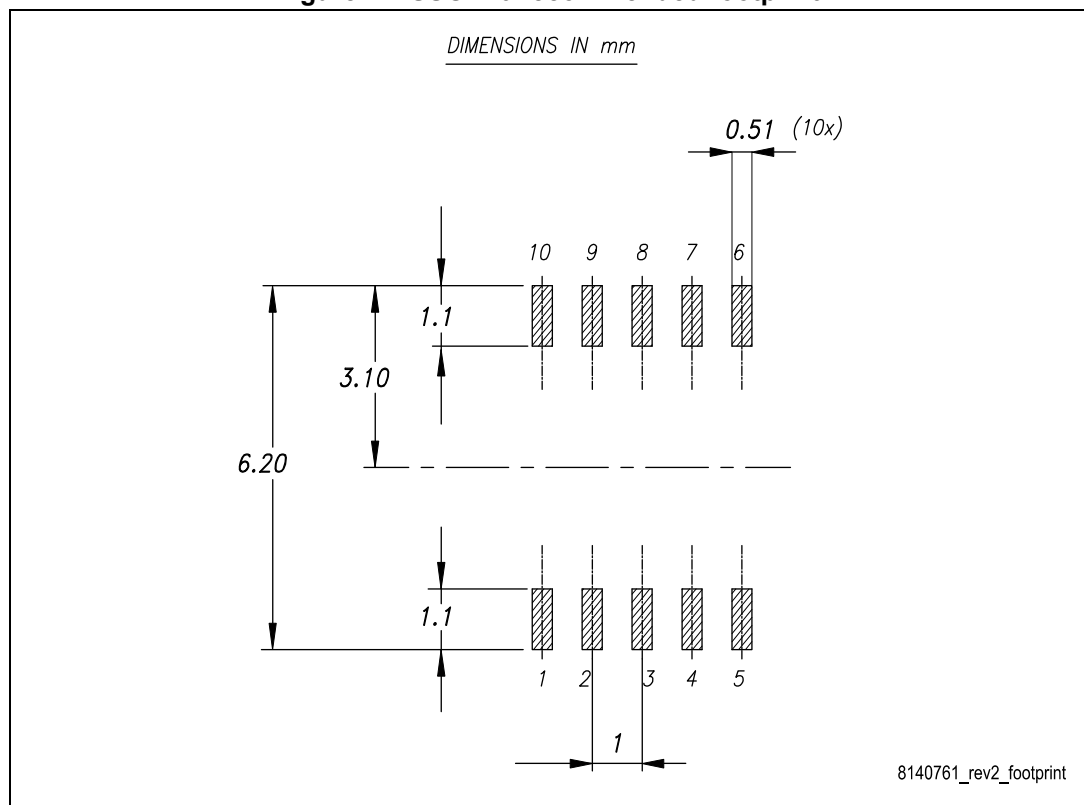 DIMENSIONS IN mm
0.51 (10x)
10 9 8 7 6
1.1
3.10
6.20
1.1
1 2 3 4 5
1
8140761_rev2_footprint